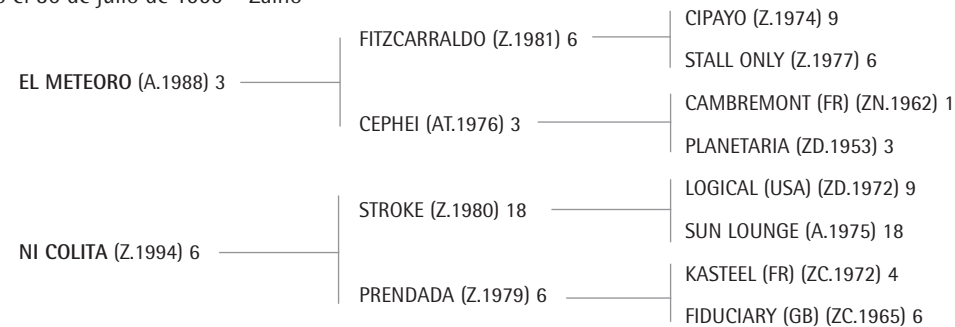 CIPAYO (Z.1974) 9
FITZCARRALDO (Z.1981) 6
STALL ONLY (Z.1977) 6
EL METEORO (A.1988) 3
CAMBREMONT (FR) (ZN.1962) 1
CEPHEI (AT.1976) 3
PLANETARIA (ZD.1953) 3
LOGICAL (USA) (ZD.1972) 9
STROKE (Z.1980) 18
SUN LOUNGE (A.1975) 18
NI COLITA (Z.1994) 6
KASTEEL (FR) (ZC.1972) 4
PRENDADA (Z.1979) 6
FIDUCIARY (GB) (ZC.1965) 6